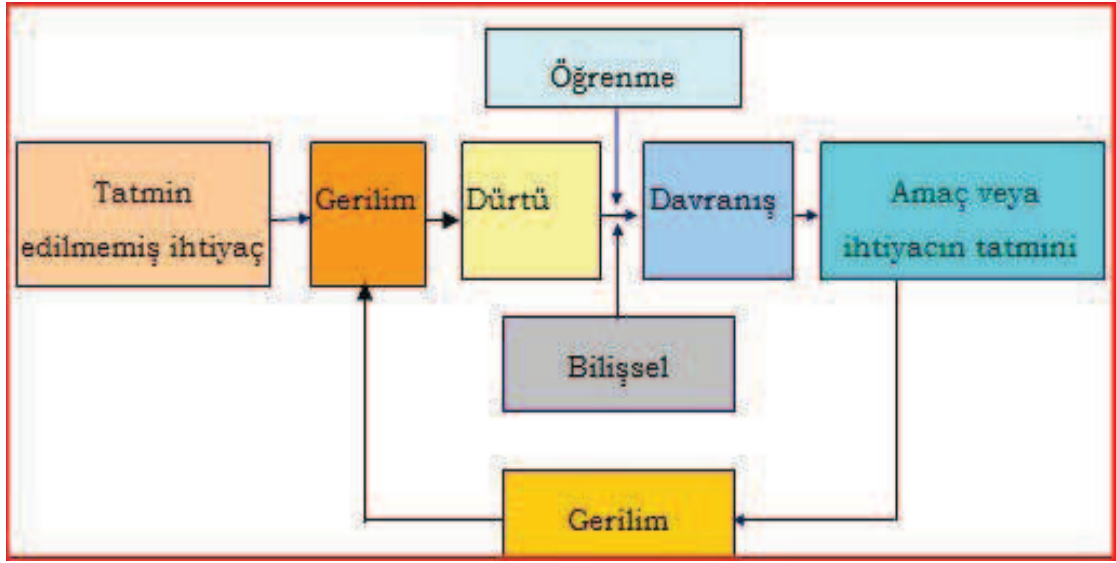 Öğrenme
Tatmin
edilmemiş ihtiyaç
Gerilim
Dürtü
Davranış
Amaç veya
ihtiyacın tatmini
Bilişsel
Gerilim